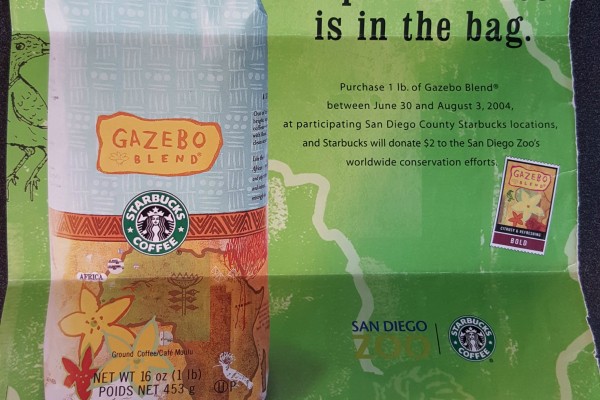 is in the bag.
Purchase 1 lb. of Gazebo Blend®
between June 30 and August 3, 2004,
at participating San Diego County Starbucks locations,
and Starbucks will donate $2 to the San Diego Zoo's
worldwide conservation efforts.
GAZEBO
BLEND®
STARBUCKS
COFFEE
AFRICA
Ground Coffee/Café Moulu
NET WT 16 oz (1 lb)
POIDS NET 453 g
GAZEBO
BLEND
CITRUSY & REFRESHING
BOLD
SAN DIEGO
ZOO
STARBUCKS
COFFEE